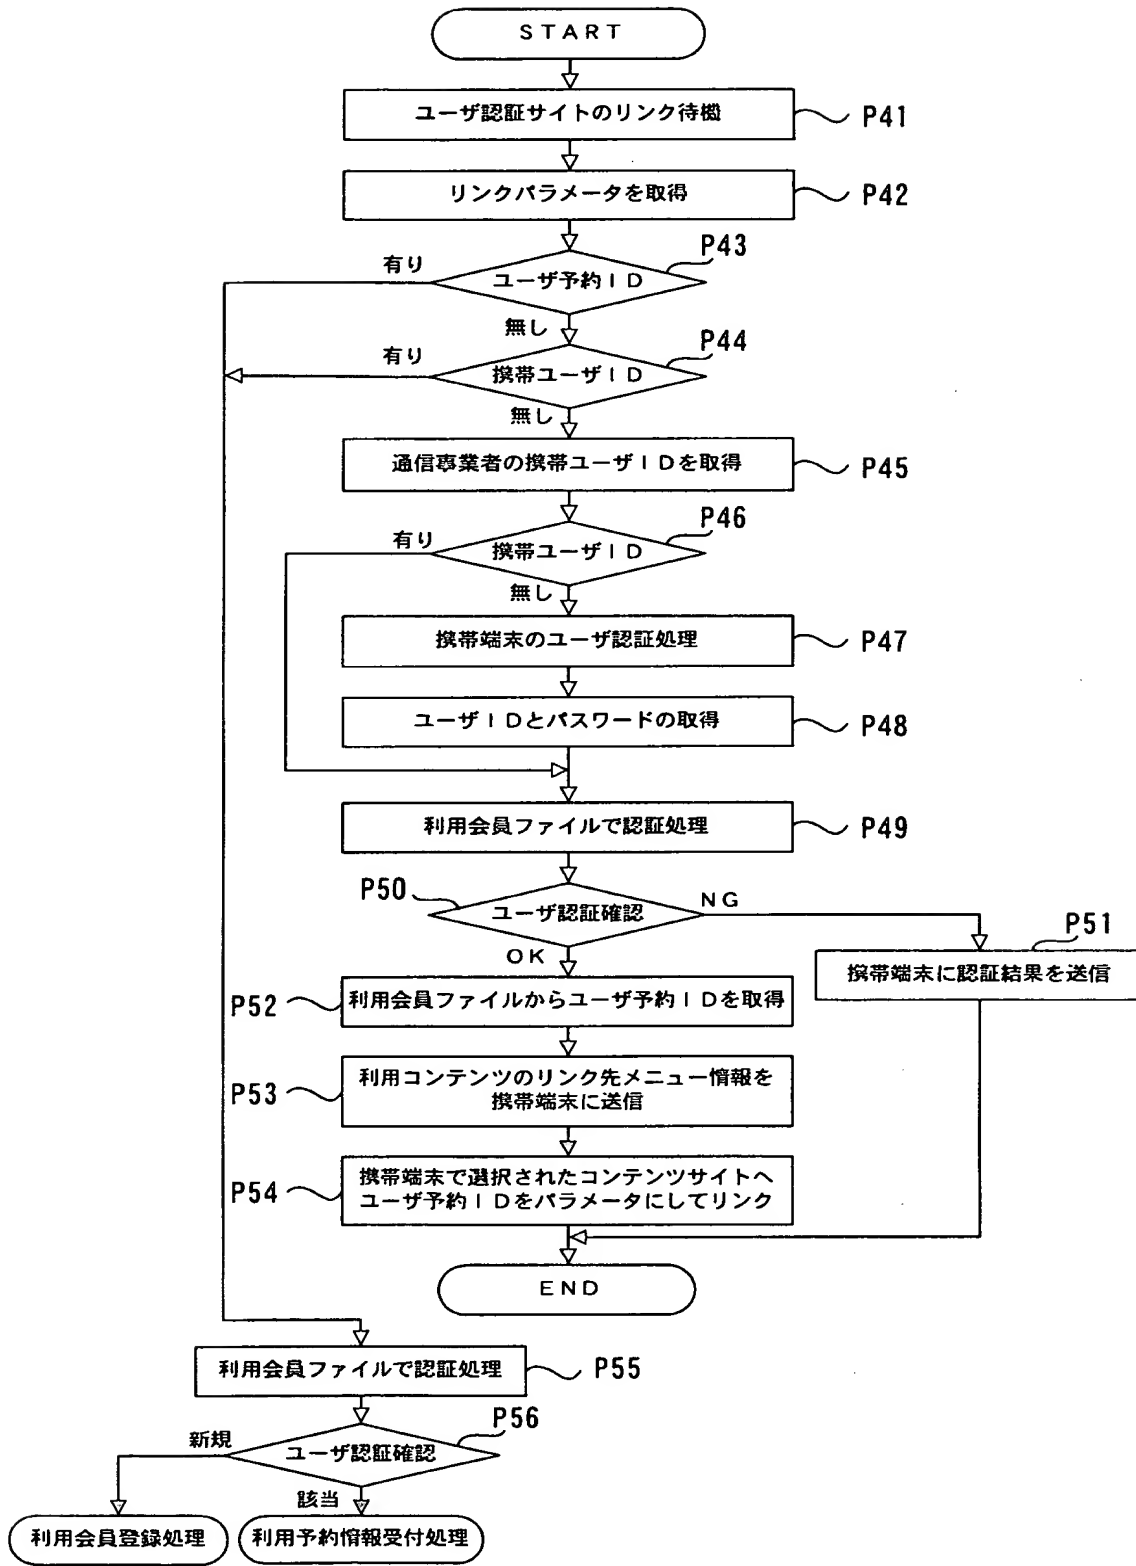 START
ユーザ認証サイトのリンク待機
P41
リンクパラメータを取得
P42
P43
有り
ユーザ予約ID
無し
P44
有り
携帯ユーザID
無し
通信事業者の携帯ユーザIDを取得
P45
P46
有り
携帯ユーザID
無し
携帯端末のユーザ認証処理
P47
ユーザIDとパスワードの取得
P48
利用会員ファイルで認証処理
P49
P50
ユーザ認証確認
NG
OK
P51
携帯端末に認証結果を送信
P52
利用会員ファイルからユーザ予約IDを取得
P53
利用コンテンツのリンク先メニュー情報を
携帯端末に送信
P54
携帯端末で選択されたコンテンツサイトへ
ユーザ予約IDをパラメータにしてリンク
END
利用会員ファイルで認証処理
P55
P56
新規
ユーザ認証確認
該当
利用会員登録処理
利用予約情報受付処理